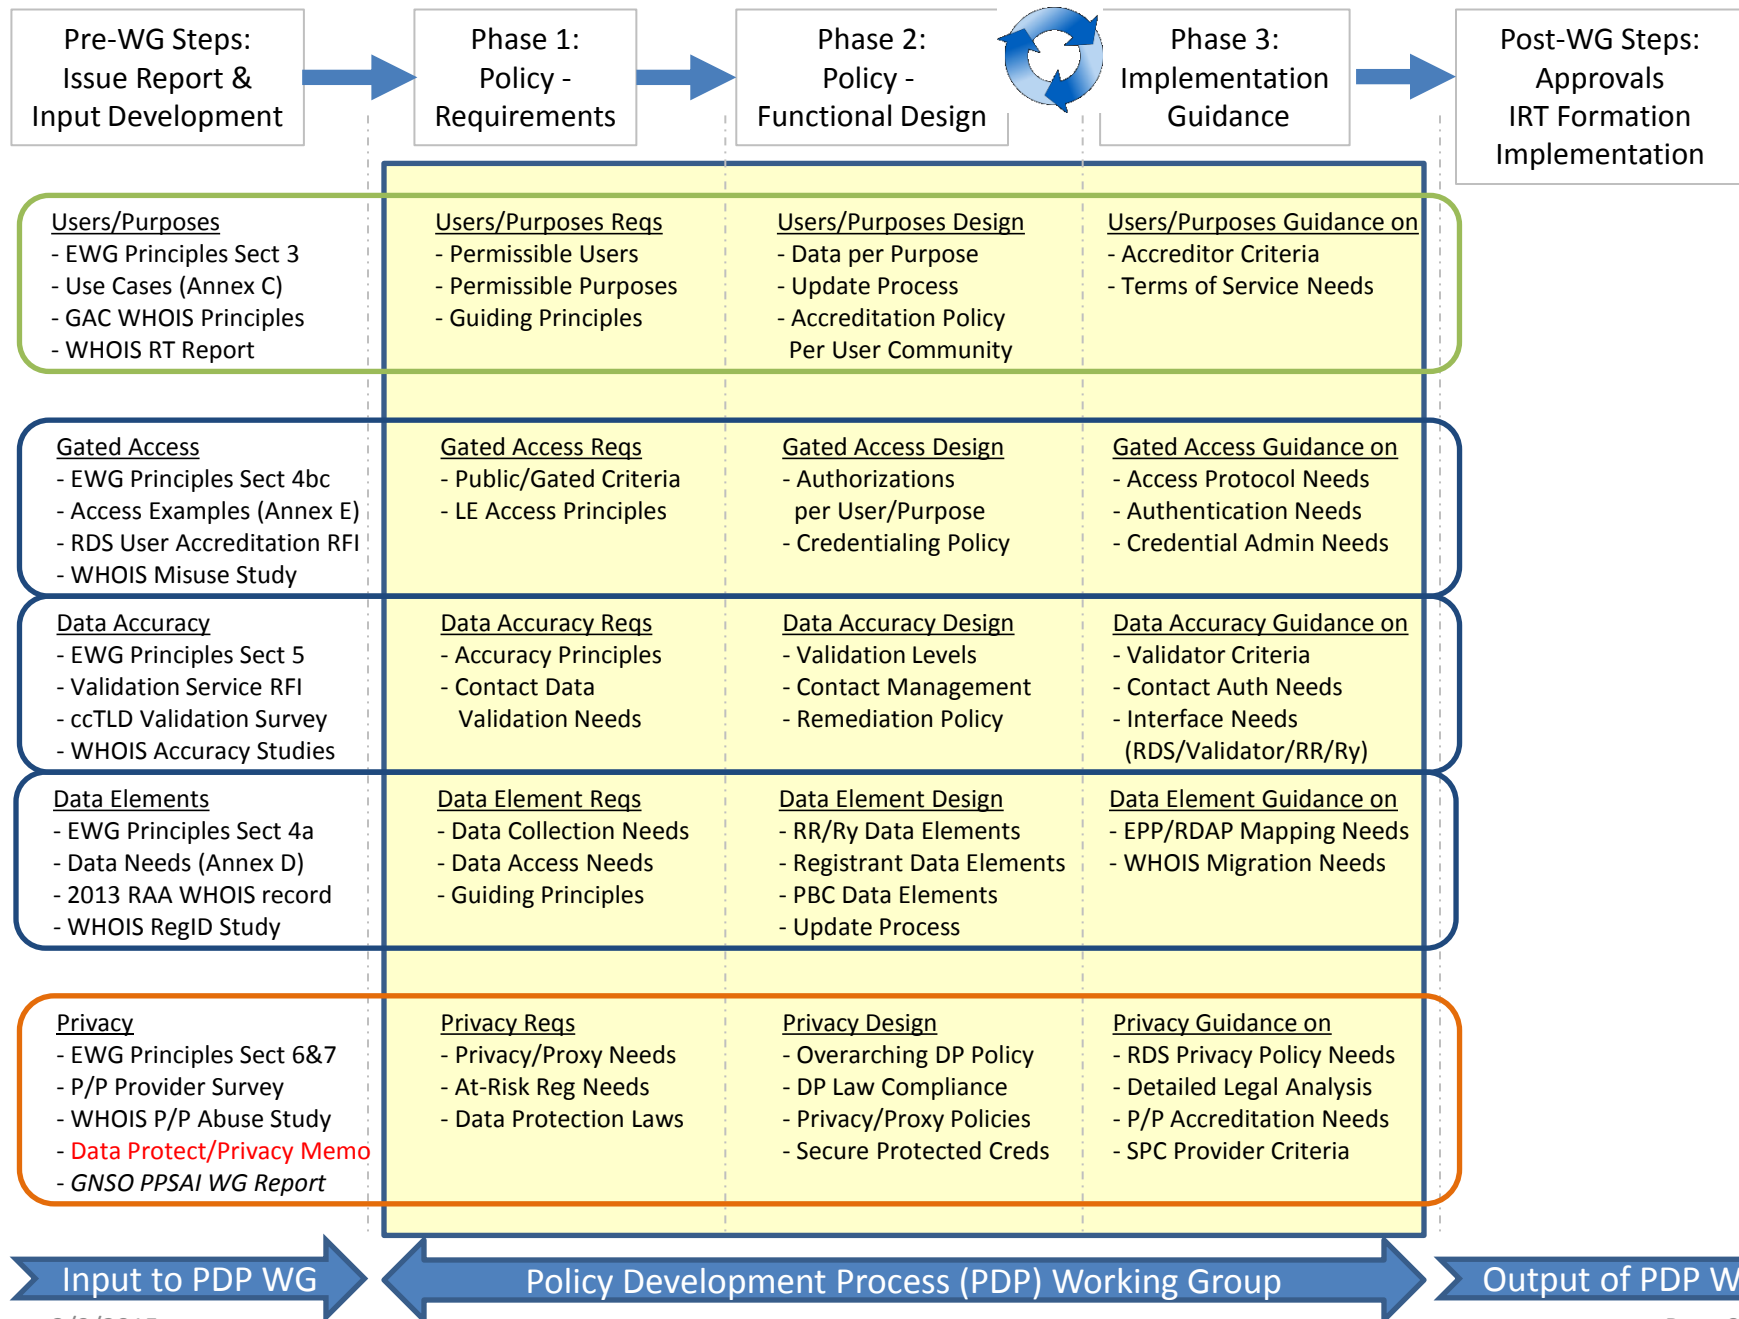 Pre-WG Steps:
Issue Report &
Input Development
Phase 1:
Policy -
Requirements
Phase 2:
Policy -
Functional Design
Phase 3:
Implementation
Guidance
Post-WG Steps:
Approvals
IRT Formation
Implementation
Users/Purposes
- EWG Principles Sect 3
- Use Cases (Annex C)
- GAC WHOIS Principles
- WHOIS RT Report
Users/Purposes Reqs
- Permissible Users
- Permissible Purposes
- Guiding Principles
Users/Purposes Design
- Data per Purpose
- Update Process
- Accreditation Policy
Per User Community
Users/Purposes Guidance on
- Accreditor Criteria
- Terms of Service Needs
Gated Access
- EWG Principles Sect 4bc
- Access Examples (Annex E)
- RDS User Accreditation RFI
- WHOIS Misuse Study
Gated Access Reqs
- Public/Gated Criteria
- LE Access Principles
Gated Access Design
- Authorizations
per User/Purpose
- Credentialing Policy
Gated Access Guidance on
- Access Protocol Needs
- Authentication Needs
- Credential Admin Needs
Data Accuracy
- EWG Principles Sect 5
- Validation Service RFI
- ccTLD Validation Survey
- WHOIS Accuracy Studies
Data Accuracy Reqs
- Accuracy Principles
- Contact Data
Validation Needs
Data Accuracy Design
- Validation Levels
- Contact Management
- Remediation Policy
Data Accuracy Guidance on
- Validator Criteria
- Contact Auth Needs
- Interface Needs
(RDS/Validator/RR/Ry)
Data Elements
- EWG Principles Sect 4a
- Data Needs (Annex D)
- 2013 RAA WHOIS record
- WHOIS RegID Study
Data Element Reqs
- Data Collection Needs
- Data Access Needs
- Guiding Principles
Data Element Design
- RR/Ry Data Elements
- Registrant Data Elements
- PBC Data Elements
- Update Process
Data Element Guidance on
- EPP/RDAP Mapping Needs
- WHOIS Migration Needs
Privacy
- EWG Principles Sect 6&7
- P/P Provider Survey
- WHOIS P/P Abuse Study
- Data Protect/Privacy Memo
- GNSO PPSAI WG Report
Privacy Reqs
- Privacy/Proxy Needs
- At-Risk Reg Needs
- Data Protection Laws
Privacy Design
- Overarching DP Policy
- DP Law Compliance
- Privacy/Proxy Policies
- Secure Protected Creds
Privacy Guidance on
- RDS Privacy Policy Needs
- Detailed Legal Analysis
- P/P Accreditation Needs
- SPC Provider Criteria
Input to PDP WG
Policy Development Process (PDP) Working Group
Output of PDP W